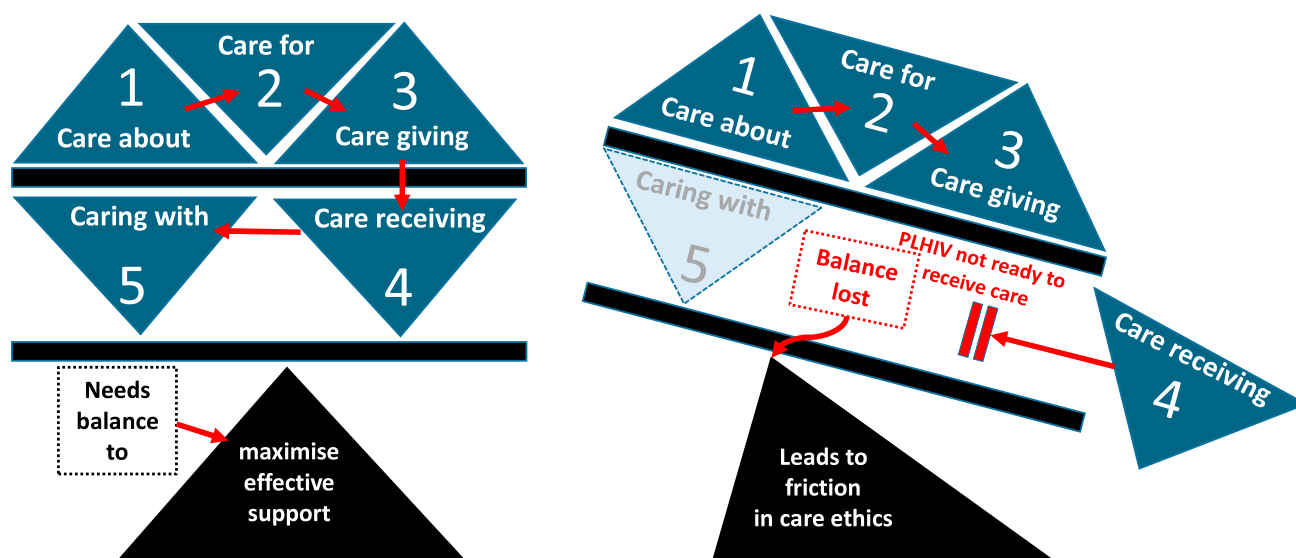 Care for
1
2
3
Care about
Care giving
Caring with
Care receiving
5
4
Needs
balance
to
maximise
effective
support
Care for
1
2
Care about
3
Care giving
Caring with
5
PLHIV not ready to
receive care
Balance
lost
Care receiving
4
Leads to
friction
in care ethics